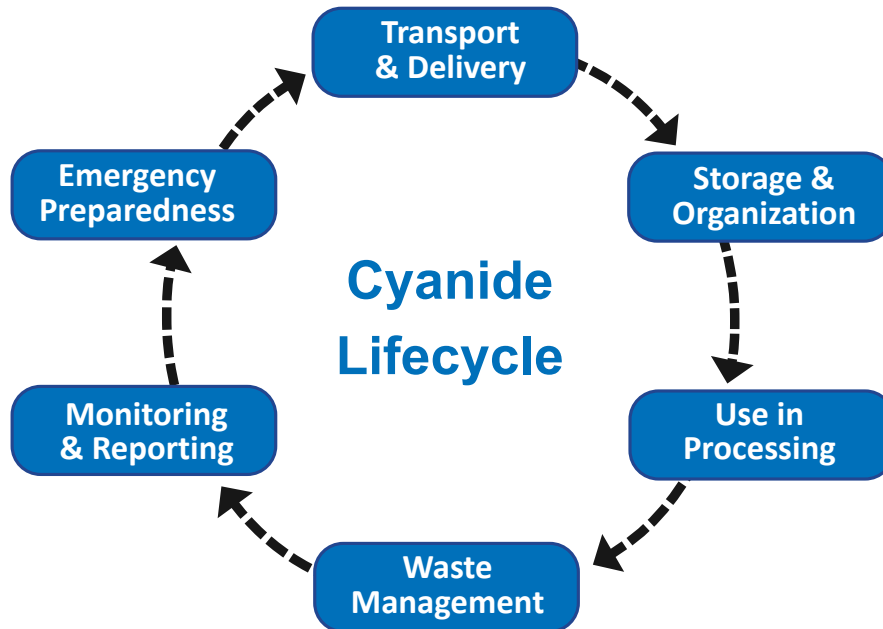 Transport
& Delivery
Storage &
Organization
Use in
Processing
Waste
Management
Monitoring
& Reporting
Emergency
Preparedness
Cyanide
Lifecycle